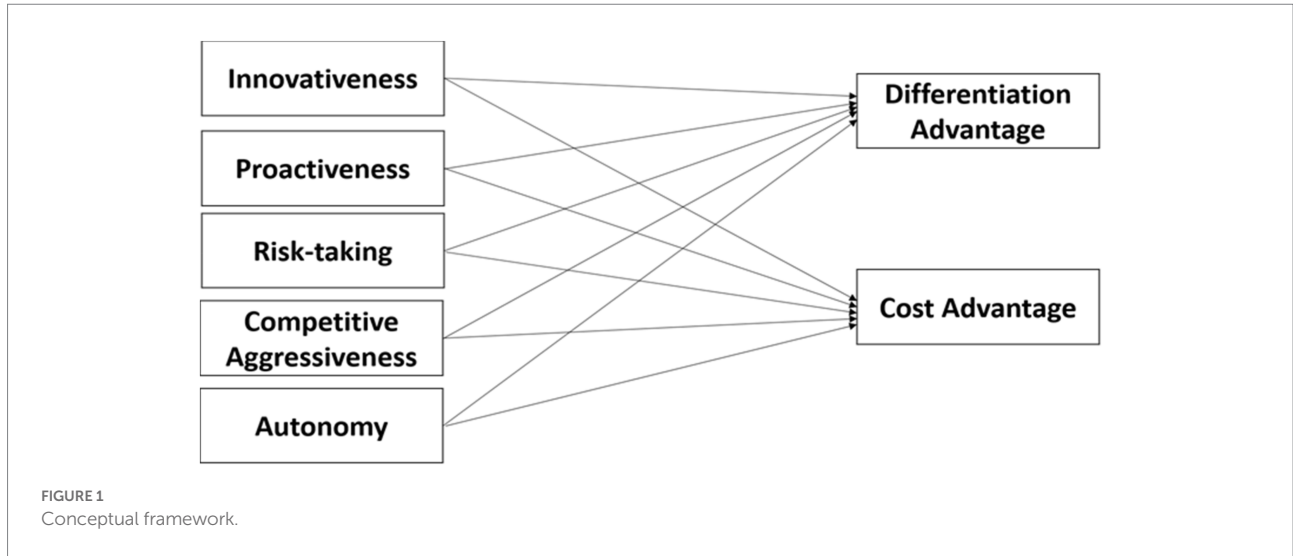 Innovativeness
Proactiveness
Risk-taking
Competitive
Aggressiveness
Autonomy
Differentiation
Advantage
Cost Advantage
FIGURE 1
Conceptual framework.